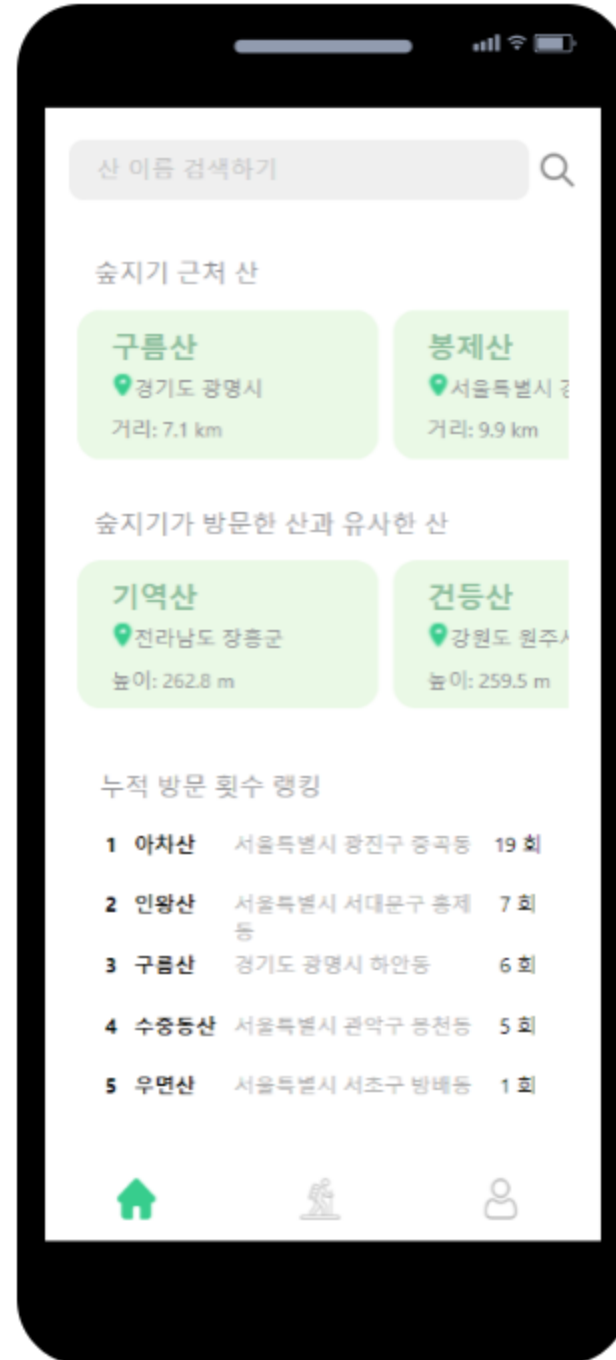 산 이름 검색하기
숲지기 근처 산
구름산
경기도 광명시
거리: 7.1 km
봉제산
서울특별시
거리: 9.9 km
숲지기가 방문한 산과 유사한 산
기역산
전라남도 장흥군
높이: 262.8 m
건등산
강원도 원주시
높이: 259.5 m
누적 방문 횟수 랭킹
1 아차산 서울특별시 광진구 중곡동 19 회
2 인왕산 서울특별시 서대문구 홍제
동 7 회
3 구름산 경기도 광명시 하안동 6 회
4 수중동산 서울특별시 관악구 봉천동 5 회
5 우면산 서울특별시 서초구 방배동 1 회